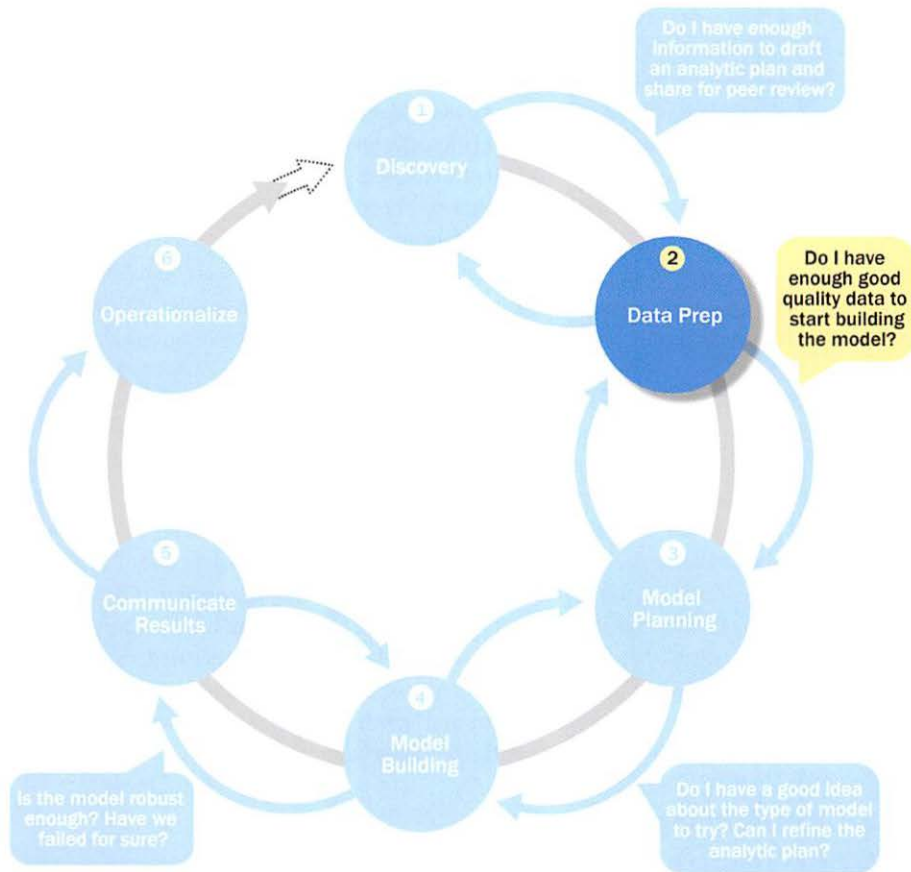 Do I have enough
information to draft
an analytic plan and
share for peer review?
1
Discovery
2
Data Prep
Do I have
enough good
quality data to
start building
the model?
3
Model
Planning
Do I have a good idea
about the type of model
to try? Can I refine the
analytic plan?
4
Model
Building
Is the model robust
enough? Have we
failed for sure?
5
Communicate
Results
6
Operationalize